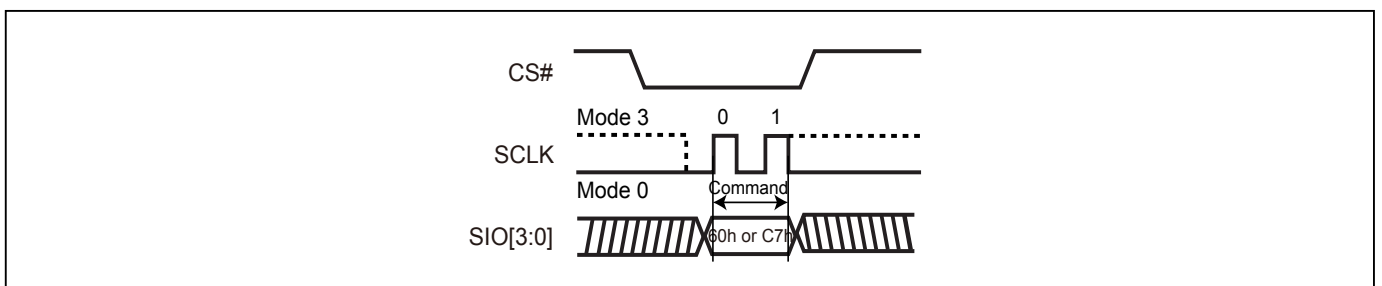 CS#
Mode 3 0 1
SCLK
Mode 0 Command
SIO[3:0] 60h or C7h